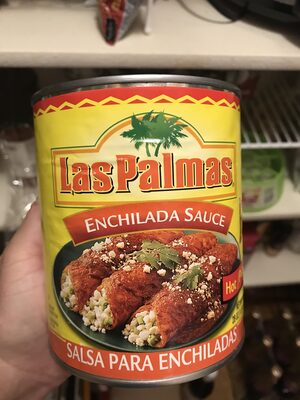 Las Palmas
ENCHILADA SAUCE
Hot
SALSA PARA ENCHILADAS